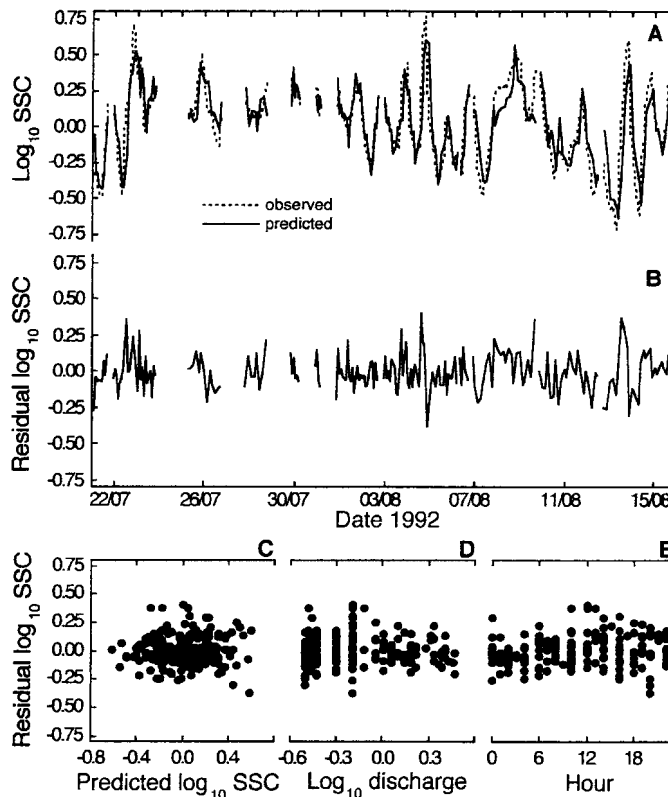 A
0.75
0.50
0.25
0.00
-0.25
-0.50
-0.75
Log10 SSC
observed
predicted
B
0.75
0.50
0.25
0.00
-0.25
-0.50
-0.75
Residual log10 SSC
22/07 26/07 30/07 03/08 07/08 11/08 15/08
Date 1992
C D E
0.75
0.50
0.25
0.00
-0.25
-0.50
-0.75
Residual log10 SSC
-0.8 -0.4 0.0 0.4
Predicted log10 SSC
-0.6 -0.3 0.0 0.3
Log10 discharge
0 6 12 18
Hour